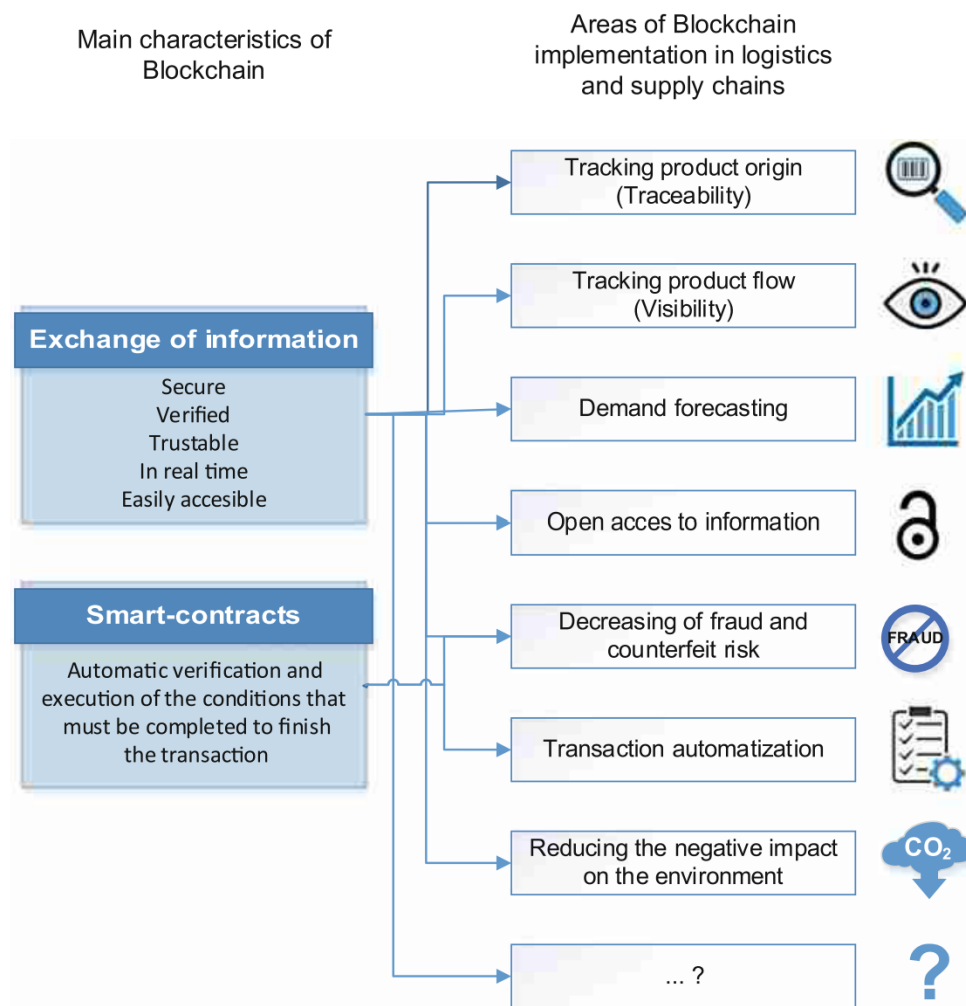 Main characteristics of
Blockchain
Areas of Blockchain
implementation in logistics
and supply chains
Exchange of information
Secure
Verified
Trustable
In real time
Easily accesible
Smart-contracts
Automatic verification and
execution of the conditions that
must be completed to finish
the transaction
Tracking product origin
(Traceability)
Tracking product flow
(Visibility)
Demand forecasting
Open acces to information
Decreasing of fraud and
counterfeit risk
FRAUD
Transaction automatization
Reducing the negative impact
on the environment
CO₂
... ?
?